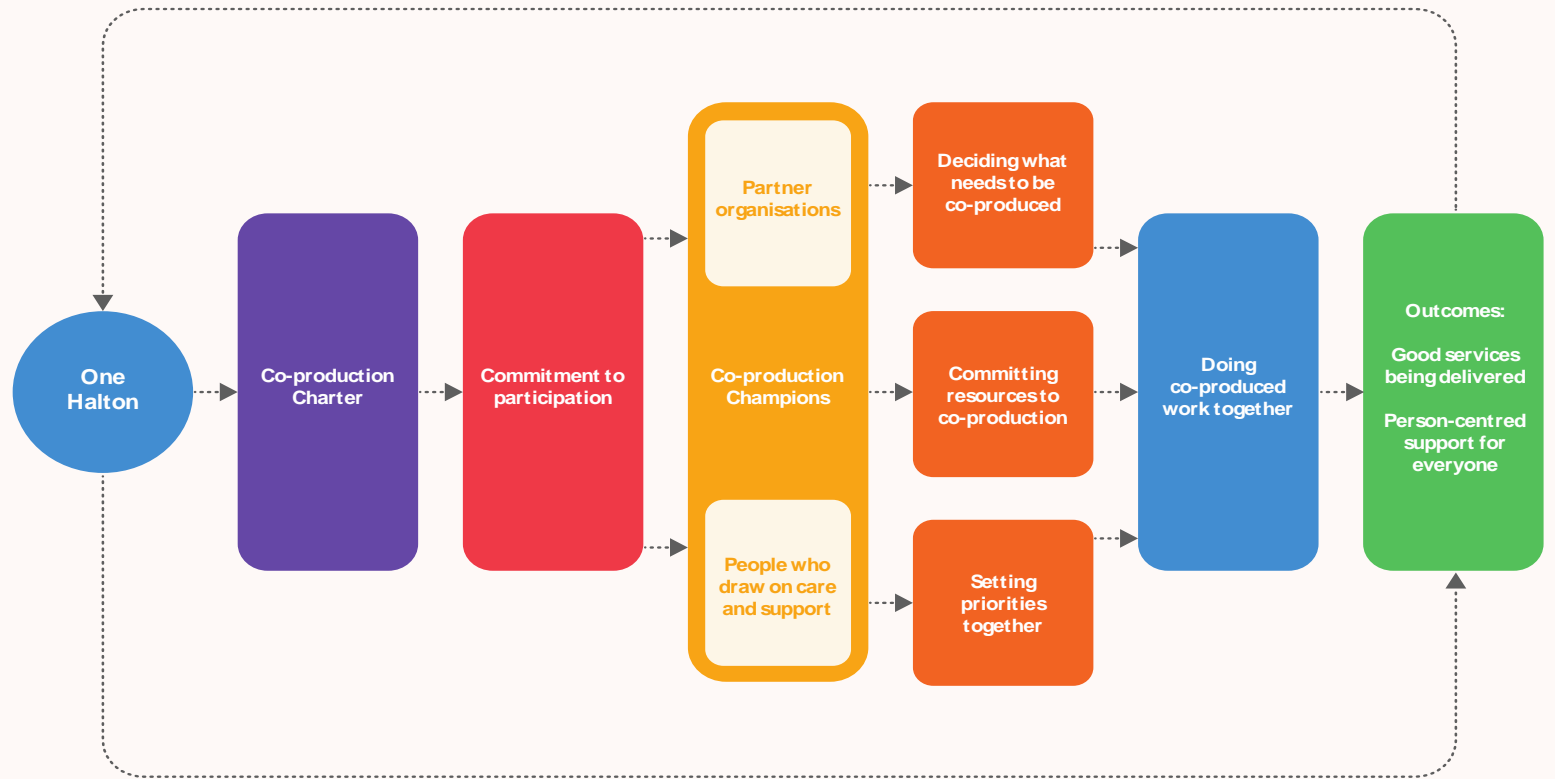 One
Halton
Co-production
Charter
Commitment to
participation
Partner
organisations
Co-production
Champions
People who
draw on care
and support
Deciding what
needs to be
co-produced
Committing
resources to
co-production
Setting
priorities
together
Doing
co-produced
work together
Outcomes:
Good services
being delivered
Person-centred
support for
everyone